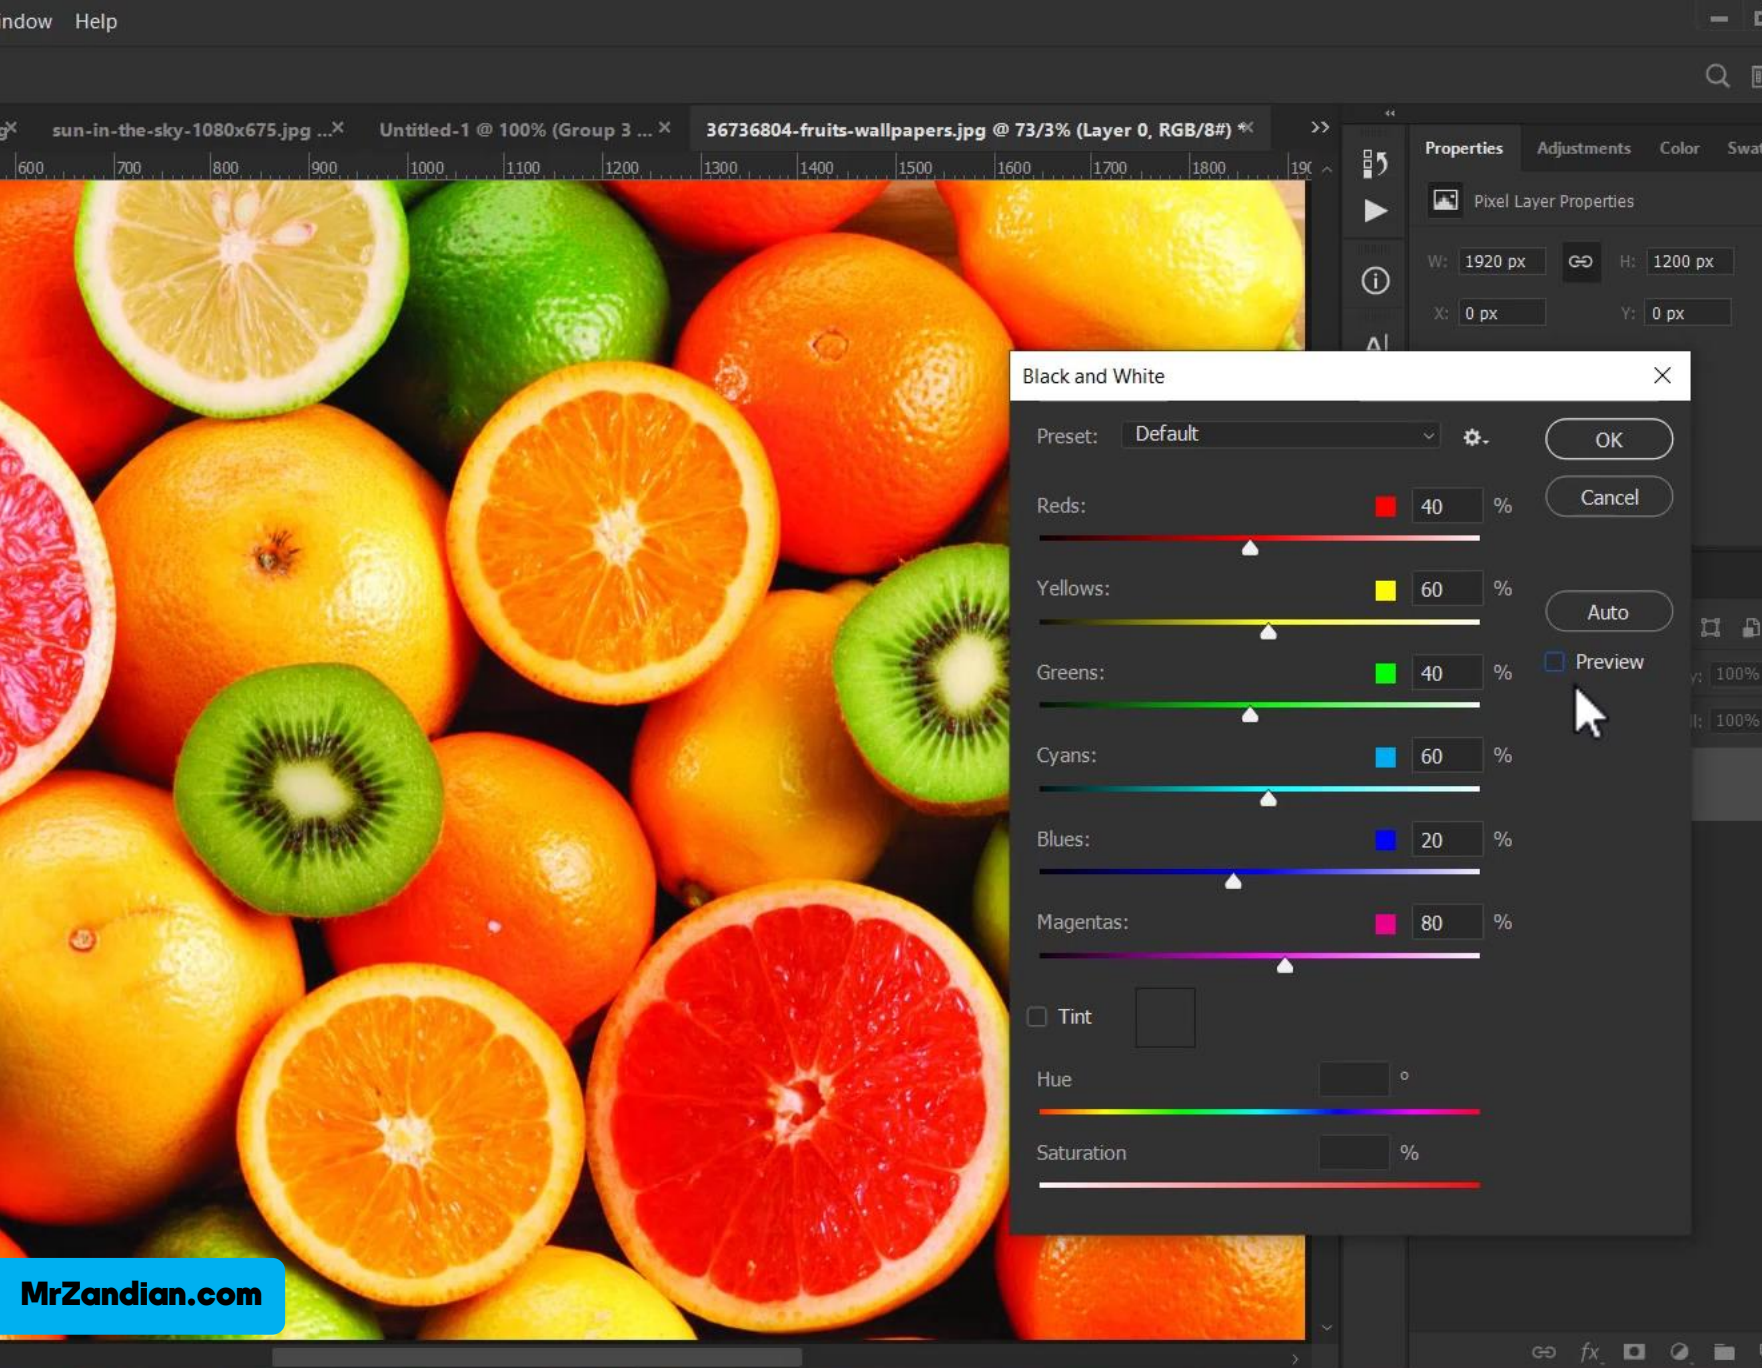 Help
sun-in-the-sky-1080x675.jpg ...
Untitled-1 @ 100% (Group 3 ...
36736804-fruits-wallpapers.jpg @ 73/3% (Layer 0, RGB/8#) *
600 700 800 900 1000 1100 1200 1300 1400 1500 1600 1700 1800
Properties Adjustments Color
Pixel Layer Properties
W: 1920 px H: 1200 px
X: 0 px Y: 0 px
Black and White
Preset: Default
OK
Cancel
Reds: 40 %
Yellows: 60 %
Auto
Preview
Greens: 40 %
100%
100%
Cyans: 60 %
Blues: 20 %
Magentas: 80 %
Tint
Hue °
Saturation %
MrZandian.com
fx